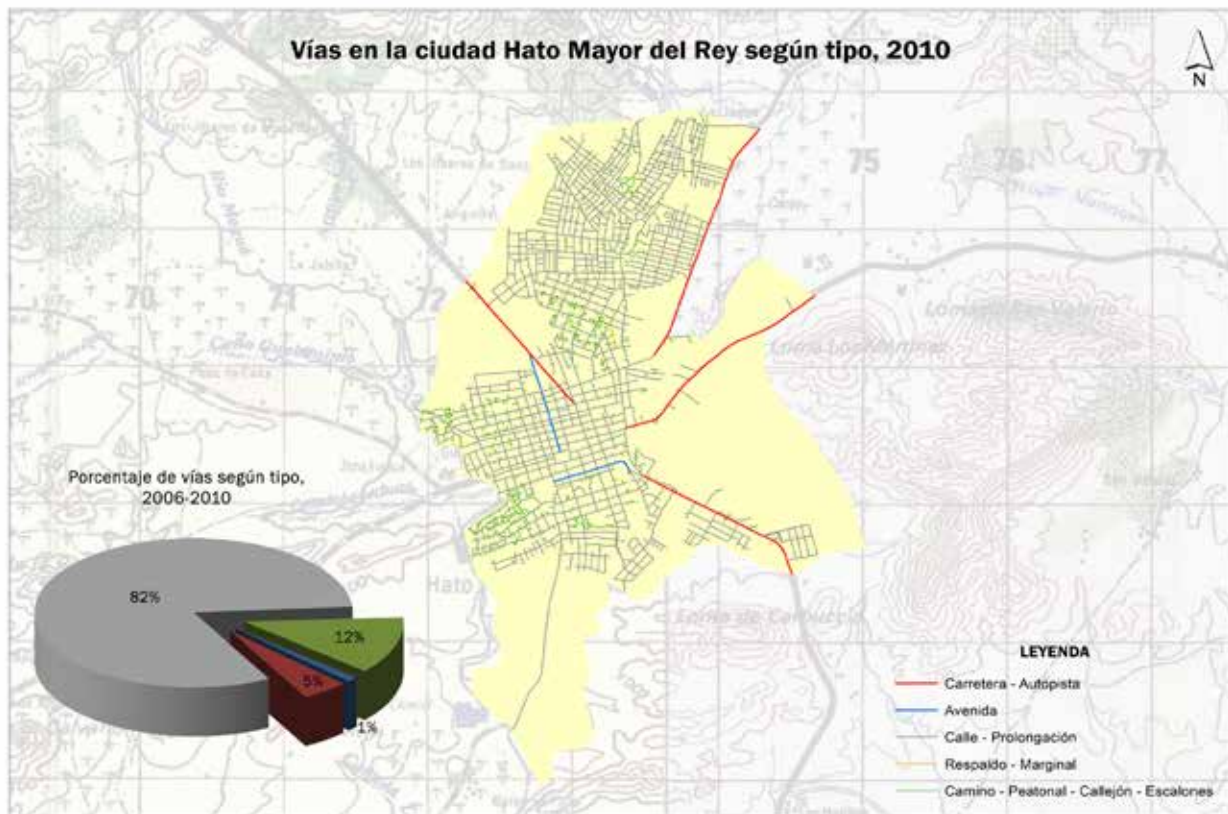 Vías en la ciudad Hato Mayor del Rey según tipo, 2010
N
75
76
77
70
71
72
Porcentaje de vías según tipo,
2006-2010
82%
12%
5%
1%
Hato
LEYENDA
Carretera - Autopista
Avenida
Calle - Prolongación
Respaldo - Marginal
Camino - Peatonal - Callejón - Escalones